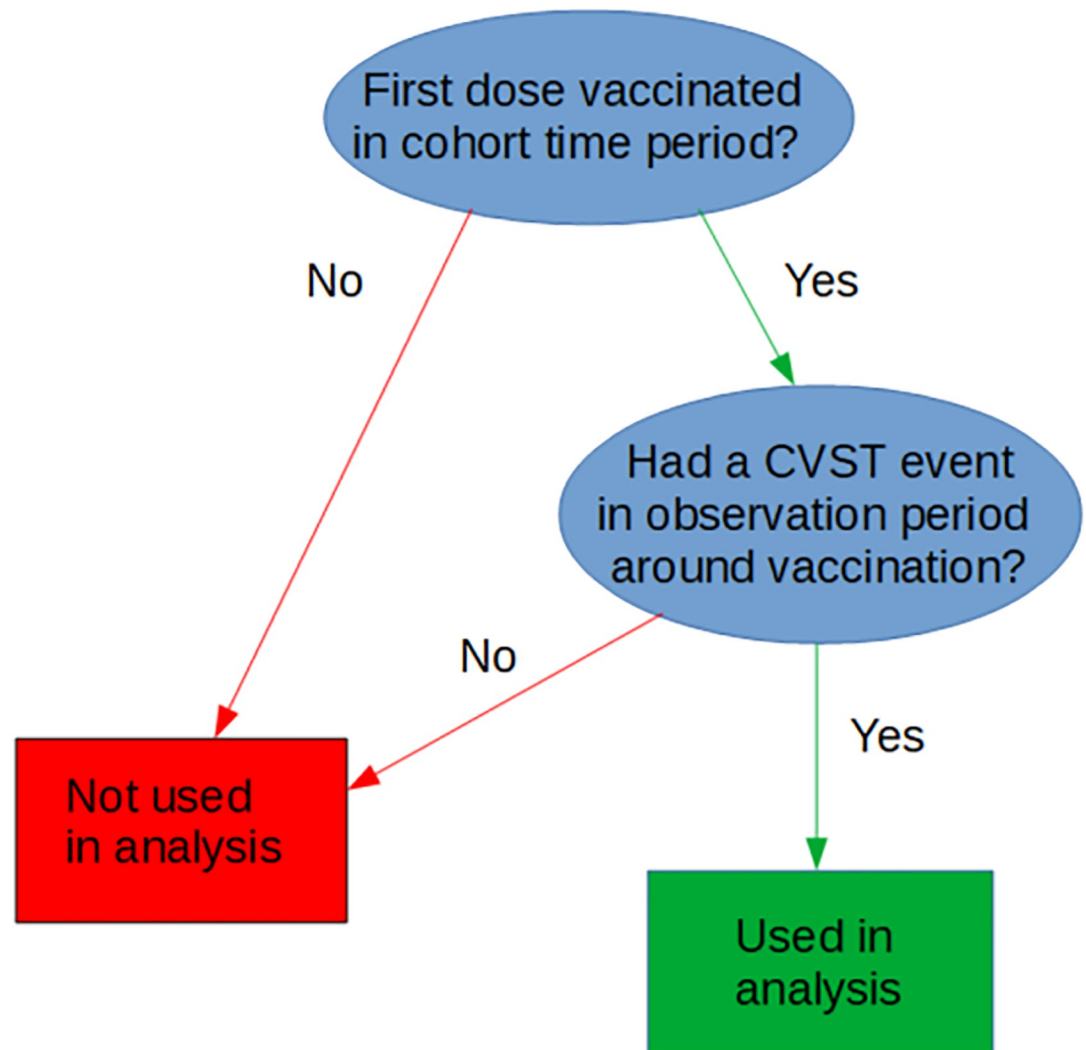 First dose vaccinated
in cohort time period?
No
Yes
Had a CVST event
in observation period
around vaccination?
No
Yes
Not used
in analysis
Used in
analysis